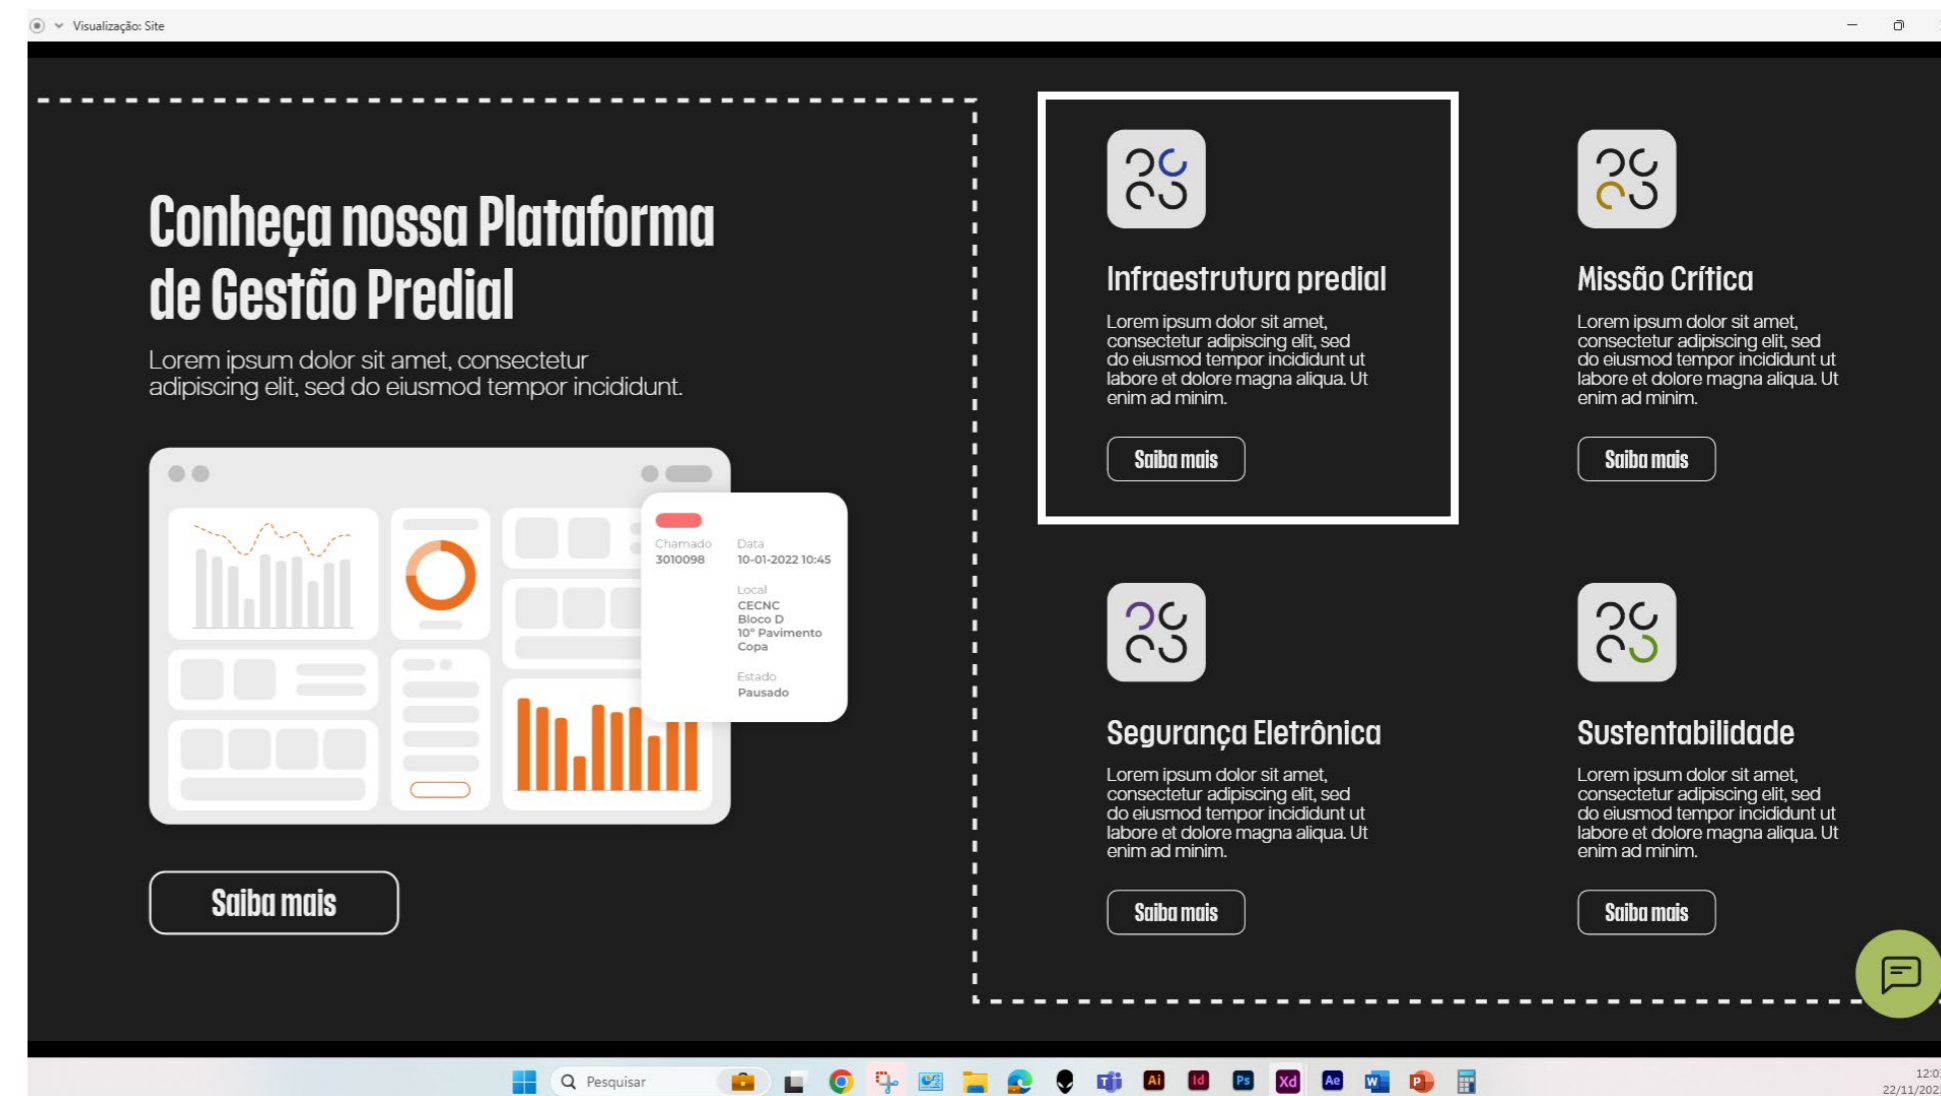 Visualização: Site
Conheça nossa Plataforma
de Gestão Predial
Lorem ipsum dolor sit amet, consectetur
adipiscing elit, sed do eiusmod tempor incididunt.
Chamado
3010098
Data
10-01-2022 10:45
Local
CECNC
Bloco D
10º Pavimento
Copa
Estado
Pausado
Saiba mais
Infraestrutura predial
Lorem ipsum dolor sit amet,
consectetur adipiscing elit, sed
do eiusmod tempor incididunt ut
labore et dolore magna aliqua. Ut
enim ad minim.
Saiba mais
Missão Crítica
Lorem ipsum dolor sit amet,
consectetur adipiscing elit, sed
do eiusmod tempor incididunt ut
labore et dolore magna aliqua. Ut
enim ad minim.
Saiba mais
Segurança Eletrônica
Lorem ipsum dolor sit amet,
consectetur adipiscing elit, sed
do eiusmod tempor incididunt ut
labore et dolore magna aliqua. Ut
enim ad minim.
Saiba mais
Sustentabilidade
Lorem ipsum dolor sit amet,
consectetur adipiscing elit, sed
do eiusmod tempor incididunt ut
labore et dolore magna aliqua. Ut
enim ad minim.
Saiba mais
Pesquisar
Ai
Id
Ps
Xd
Ae
W
P